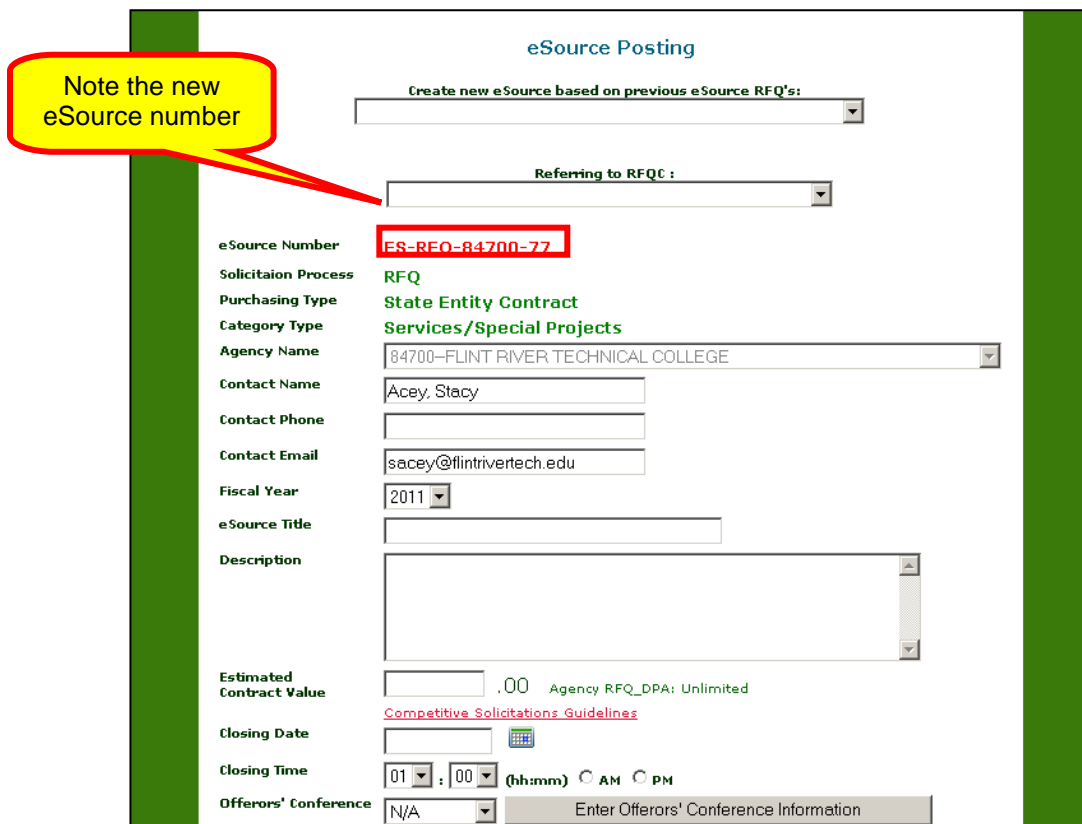 eSource Posting
Note the new
eSource number
Create new eSource based on previous eSource RFQ's:
Referring to RFQC :
eSource Number ES-RFQ-84700-77
Solicitaion Process RFQ
Purchasing Type State Entity Contract
Category Type Services/Special Projects
Agency Name 84700--FLINT RIVER TECHNICAL COLLEGE
Contact Name Acey, Stacy
Contact Phone
Contact Email sacey@flintrivertech.edu
Fiscal Year 2011
eSource Title
Description
Estimated
Contract Value .00 Agency RFQ_DPA: Unlimited
Competitive Solicitations Guidelines
Closing Date
Closing Time 01 : 00 (hh:mm) AM PM
Offerors' Conference N/A Enter Offerors' Conference Information